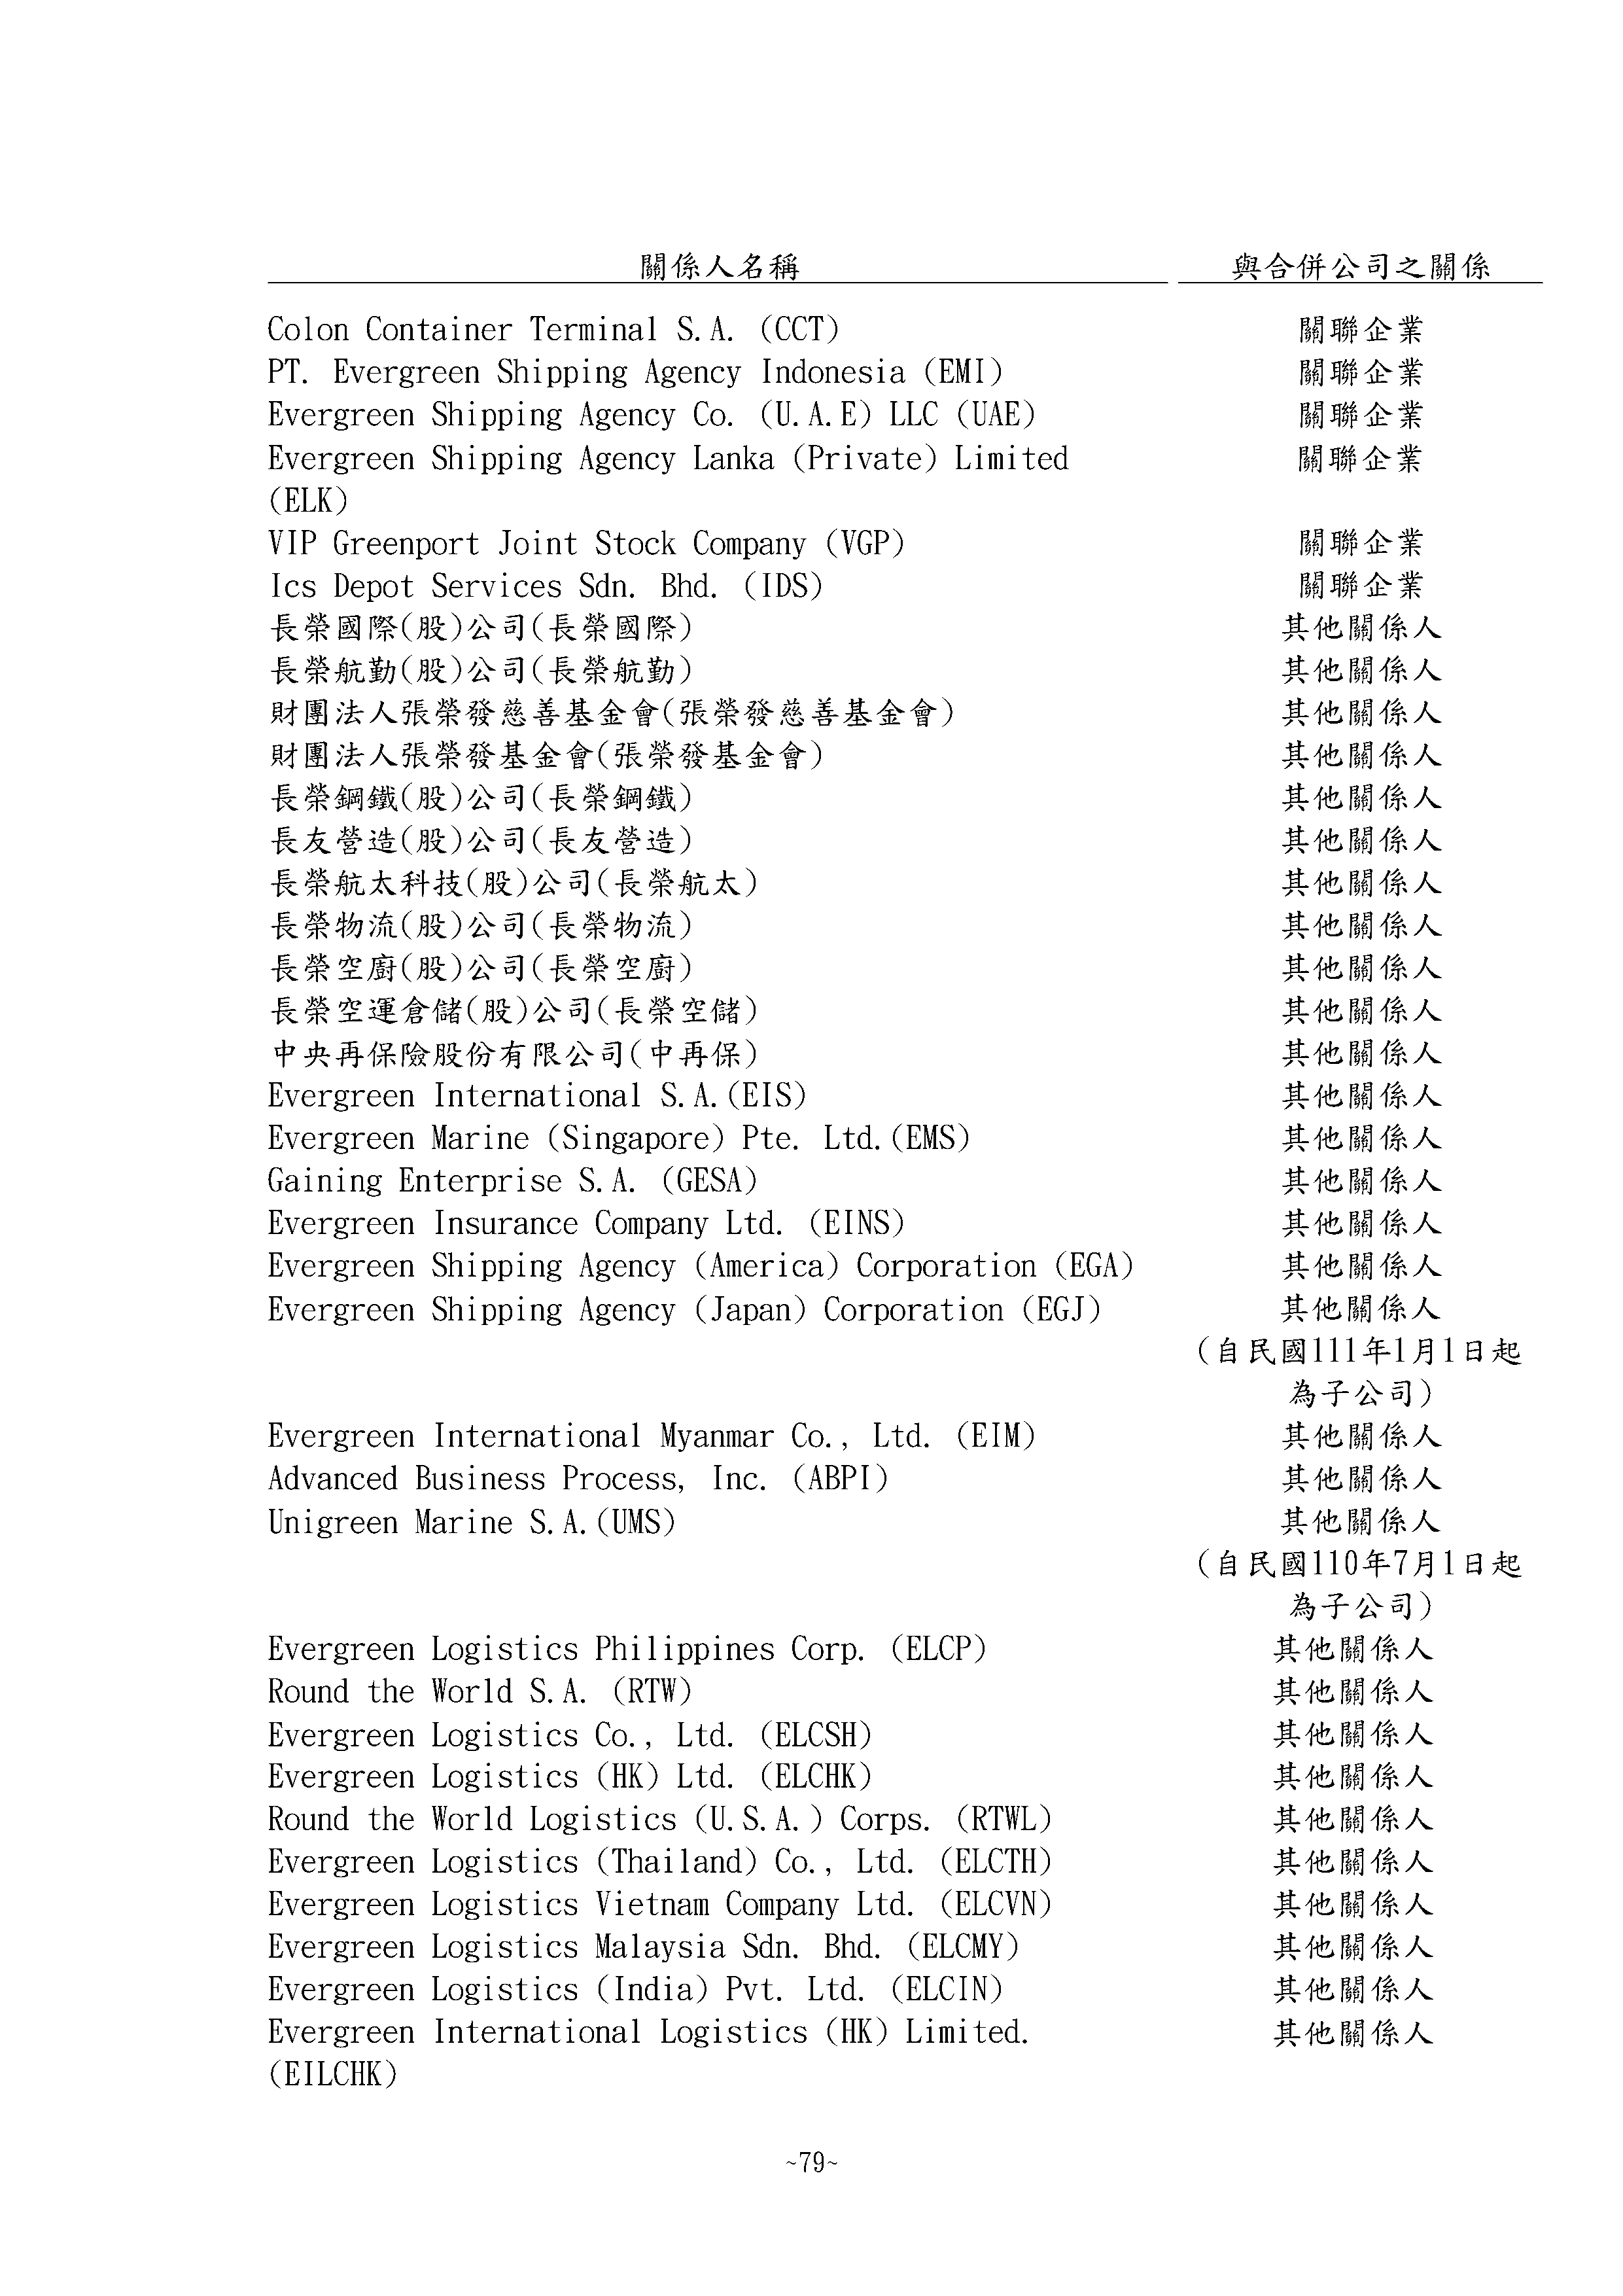 關係人名稱 與合併公司之關係
Colon Container Terminal S.A. (CCT) 關聯企業
PT. Evergreen Shipping Agency Indonesia (EMI) 關聯企業
Evergreen Shipping Agency Co. (U.A.E) LLC (UAE) 關聯企業
Evergreen Shipping Agency Lanka (Private) Limited 關聯企業
(ELK)
VIP Greenport Joint Stock Company (VGP) 關聯企業
Ics Depot Services Sdn. Bhd. (IDS) 關聯企業
長榮國際(股)公司(長榮國際) 其他關係人
長榮航勤(股)公司(長榮航勤) 其他關係人
財團法人張榮發慈善基金會(張榮發慈善基金會) 其他關係人
財團法人張榮發基金會(張榮發基金會) 其他關係人
長榮鋼鐵(股)公司(長榮鋼鐵) 其他關係人
長友營造(股)公司(長友營造) 其他關係人
長榮航太科技(股)公司(長榮航太) 其他關係人
長榮物流(股)公司(長榮物流) 其他關係人
長榮空廚(股)公司(長榮空廚) 其他關係人
長榮空運倉儲(股)公司(長榮空儲) 其他關係人
中央再保險股份有限公司(中再保) 其他關係人
Evergreen International S.A.(EIS) 其他關係人
Evergreen Marine (Singapore) Pte. Ltd.(EMS) 其他關係人
Gaining Enterprise S.A. (GESA) 其他關係人
Evergreen Insurance Company Ltd. (EINS) 其他關係人
Evergreen Shipping Agency (America) Corporation (EGA) 其他關係人
Evergreen Shipping Agency (Japan) Corporation (EGJ) 其他關係人
(自民國111年1月1日起
為子公司)
Evergreen International Myanmar Co., Ltd. (EIM) 其他關係人
Advanced Business Process, Inc. (ABPI) 其他關係人
Unigreen Marine S.A.(UMS) 其他關係人
(自民國110年7月1日起
為子公司)
Evergreen Logistics Philippines Corp. (ELCP) 其他關係人
Round the World S.A. (RTW) 其他關係人
Evergreen Logistics Co., Ltd. (ELCSH) 其他關係人
Evergreen Logistics (HK) Ltd. (ELCHK) 其他關係人
Round the World Logistics (U.S.A.) Corps. (RTWL) 其他關係人
Evergreen Logistics (Thailand) Co., Ltd. (ELCTH) 其他關係人
Evergreen Logistics Vietnam Company Ltd. (ELCVN) 其他關係人
Evergreen Logistics Malaysia Sdn. Bhd. (ELCMY) 其他關係人
Evergreen Logistics (India) Pvt. Ltd. (ELCIN) 其他關係人
Evergreen International Logistics (HK) Limited. 其他關係人
(EILCHK)
~79~